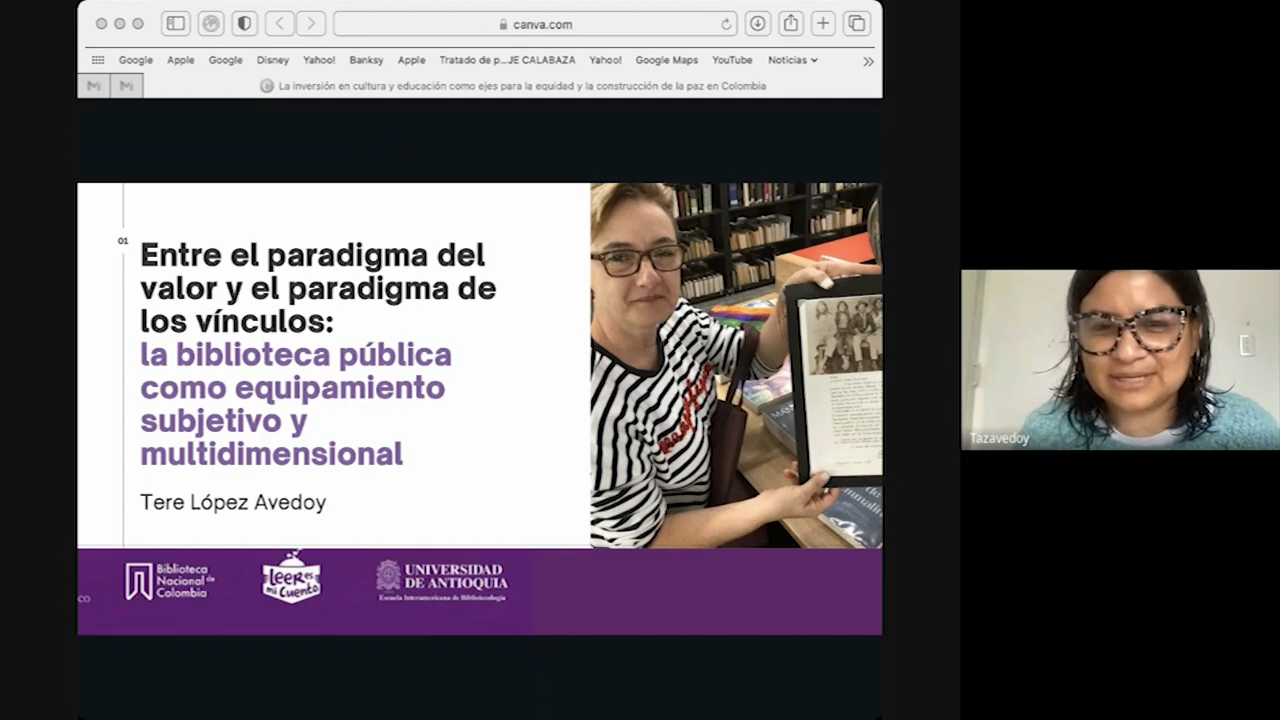 canva.com
Google Apple Google Disney Yahoo! Banksy Apple Tratado de p...JE CALABAZA Yahoo! Google Maps YouTube Noticias
La inversión en cultura y educación como ejes para la equidad y la construcción de la paz en Colombia
01
Entre el paradigma del
valor y el paradigma de
los vínculos:
la biblioteca pública
como equipamiento
subjetivo y
multidimensional
Tere López Avedoy
Biblioteca
Nacional de
Colombia
Leer es
mi Cuento
UNIVERSIDAD
DE ANTIOQUIA
Escuela Interamericana de Bibliotecología
CO
Tazavedoy